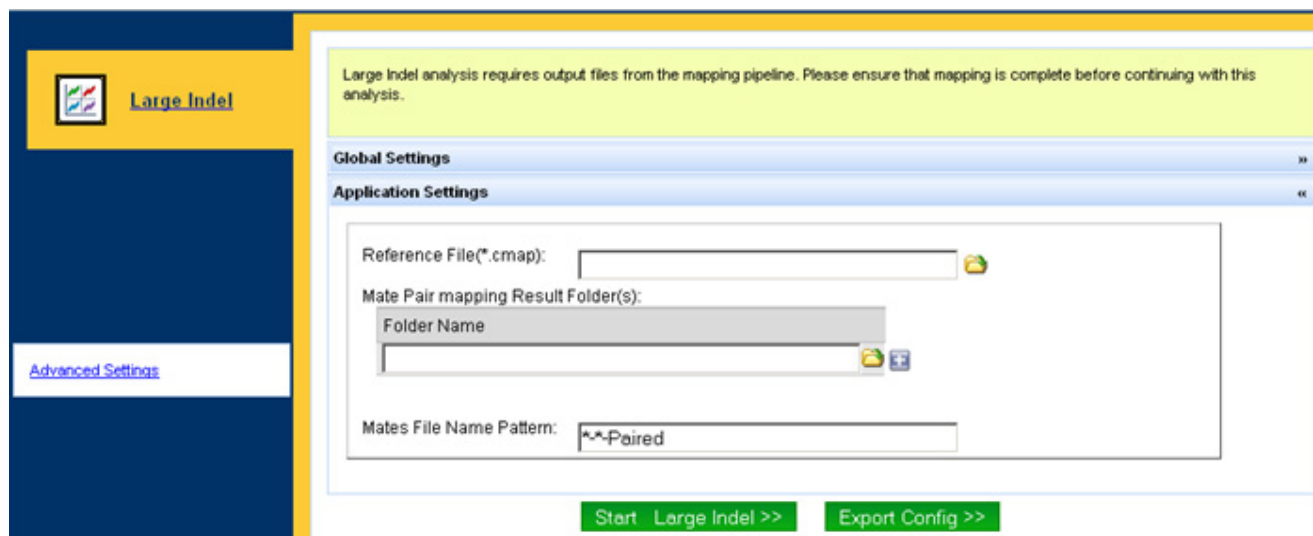 Large Indel
Large Indel analysis requires output files from the mapping pipeline. Please ensure that mapping is complete before continuing with this
analysis.
Global Settings »
Application Settings «
Reference File(*.cmap):
Mate Pair mapping Result Folder(s):
Folder Name
Advanced Settings
Mates File Name Pattern: *-*-Paired
Start Large Indel >> Export Config >>